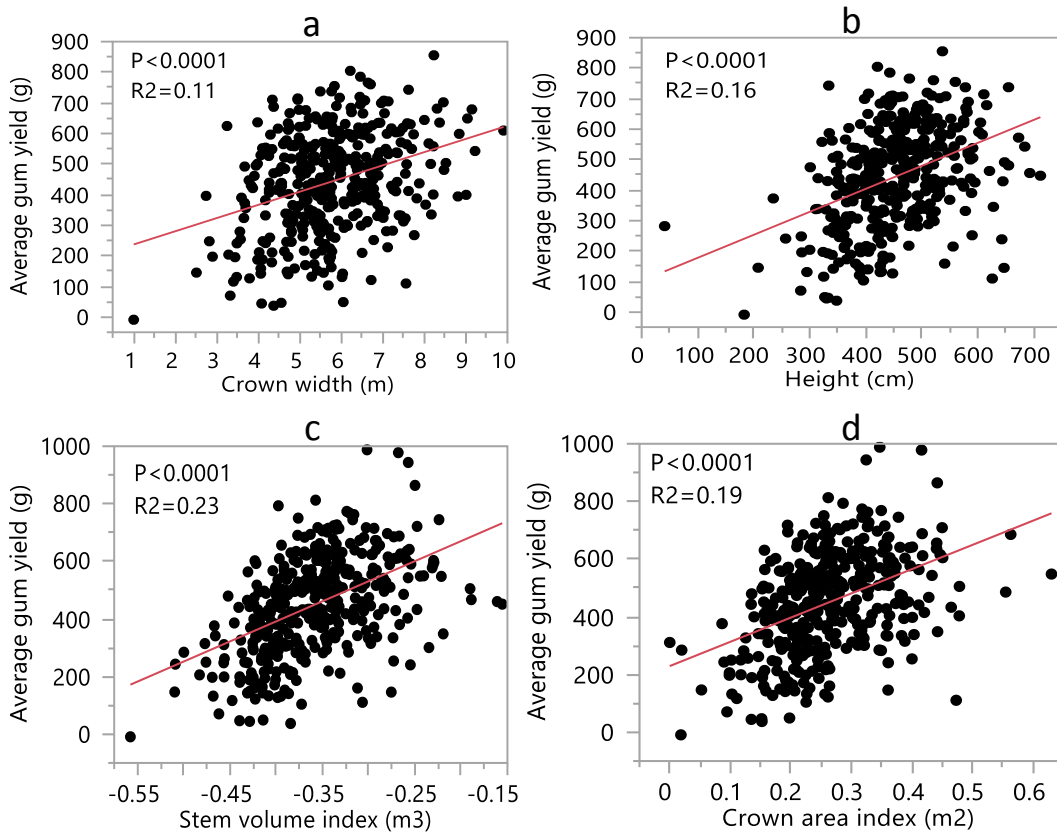 a
P<0.0001
R2=0.11
Average gum yield (g)
900
800
700
600
500
400
300
200
100
0
1 2 3 4 5 6 7 8 9 10
Crown width (m)
b
P<0.0001
R2=0.16
Average gum yield (g)
900
800
700
600
500
400
300
200
100
0
0 100 200 300 400 500 600 700
Height (cm)
c
P<0.0001
R2=0.23
Average gum yield (g)
1000
800
600
400
200
0
-0.55 -0.45 -0.35 -0.25 -0.15
Stem volume index (m3)
d
P<0.0001
R2=0.19
Average gum yield (g)
1000
800
600
400
200
0
0 0.1 0.2 0.3 0.4 0.5 0.6
Crown area index (m2)